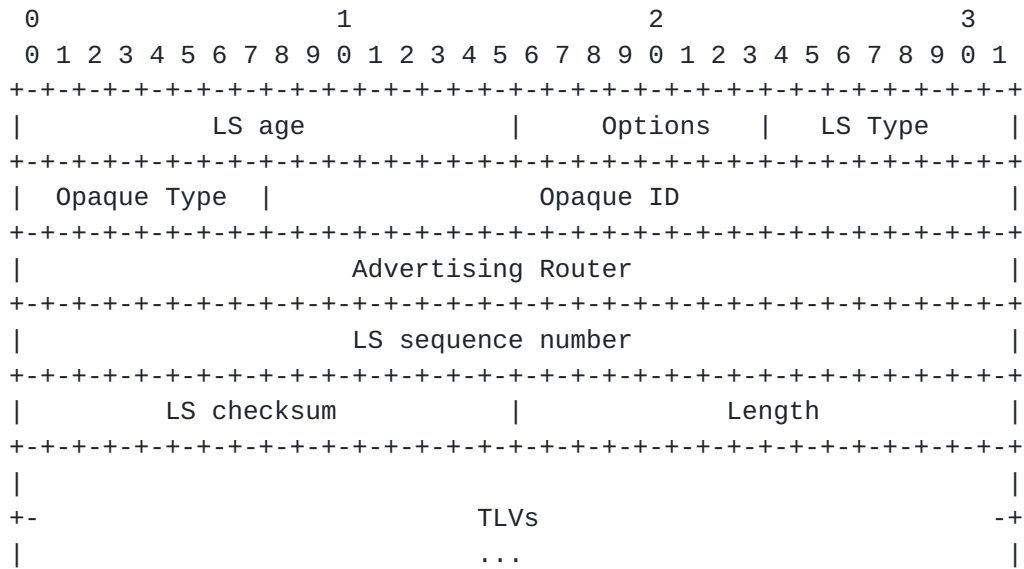 0                   1                   2                   3
 0 1 2 3 4 5 6 7 8 9 0 1 2 3 4 5 6 7 8 9 0 1 2 3 4 5 6 7 8 9 0 1
+-+-+-+-+-+-+-+-+-+-+-+-+-+-+-+-+-+-+-+-+-+-+-+-+-+-+-+-+-+-+-+-+
|            LS age             |     Options   |   LS Type     |
+-+-+-+-+-+-+-+-+-+-+-+-+-+-+-+-+-+-+-+-+-+-+-+-+-+-+-+-+-+-+-+-+
|  Opaque Type  |                 Opaque ID                     |
+-+-+-+-+-+-+-+-+-+-+-+-+-+-+-+-+-+-+-+-+-+-+-+-+-+-+-+-+-+-+-+-+
|                     Advertising Router                        |
+-+-+-+-+-+-+-+-+-+-+-+-+-+-+-+-+-+-+-+-+-+-+-+-+-+-+-+-+-+-+-+-+
|                     LS sequence number                        |
+-+-+-+-+-+-+-+-+-+-+-+-+-+-+-+-+-+-+-+-+-+-+-+-+-+-+-+-+-+-+-+-+
|         LS checksum           |             Length            |
+-+-+-+-+-+-+-+-+-+-+-+-+-+-+-+-+-+-+-+-+-+-+-+-+-+-+-+-+-+-+-+-+
|                                                               |
+-                            TLVs                             -+
|                             ...                               |